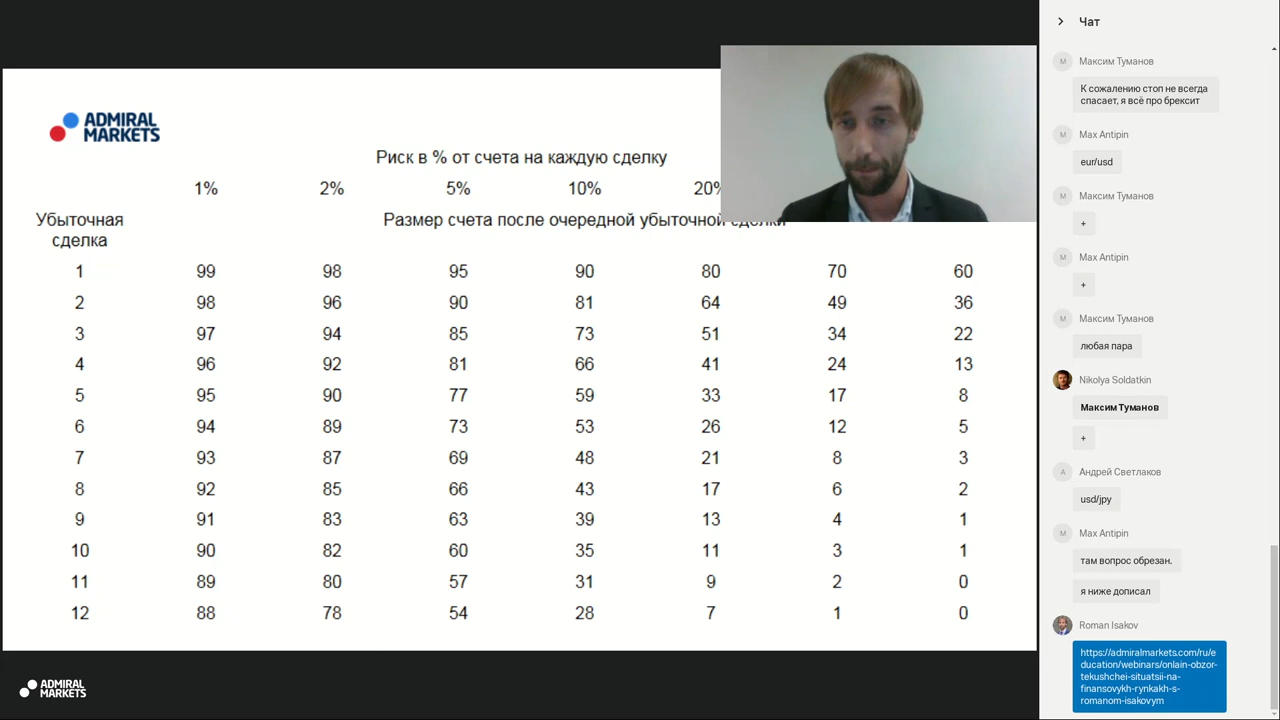 ADMIRAL
MARKETS
Риск в % от счета на каждую сделку
1% 2% 5% 10% 20%
Убыточная
сделка
Размер счета после очередной убыточной сделки
1 99 98 95 90 80 70 60
2 98 96 90 81 64 49 36
3 97 94 85 73 51 34 22
4 96 92 81 66 41 24 13
5 95 90 77 59 33 17 8
6 94 89 73 53 26 12 5
7 93 87 69 48 21 8 3
8 92 85 66 43 17 6 2
9 91 83 63 39 13 4 1
10 90 82 60 35 11 3 1
11 89 80 57 31 9 2 0
12 88 78 54 28 7 1 0
ADMIRAL
MARKETS
Чат
М Максим Туманов
К сожалению стоп не всегда
спасает, я всё про брексит
M Max Antipin
eur/usd
М Максим Туманов
+
M Max Antipin
+
М Максим Туманов
любая пара
Nikolya Soldatkin
Максим Туманов
+
А Андрей Светлаков
usd/jpy
M Max Antipin
там вопрос обрезан.
я ниже дописал
Roman Isakov
https://admiralmarkets.com/ru/e
ducation/webinars/onlain-obzor-
tekushchei-situatsii-na-
finansovykh-rynkakh-s-
romanom-isakovym